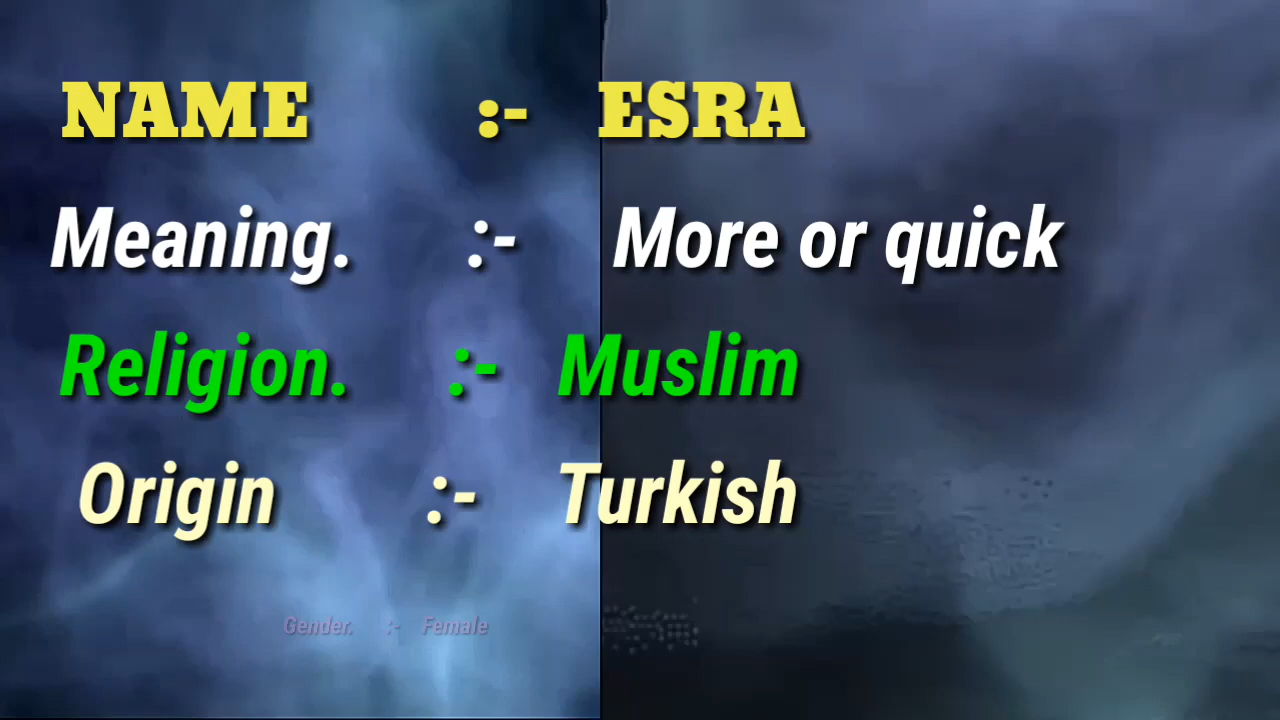 NAME :- ESRA
Meaning. :- More or quick
Religion. :- Muslim
Origin :- Turkish
Gender. :- Female